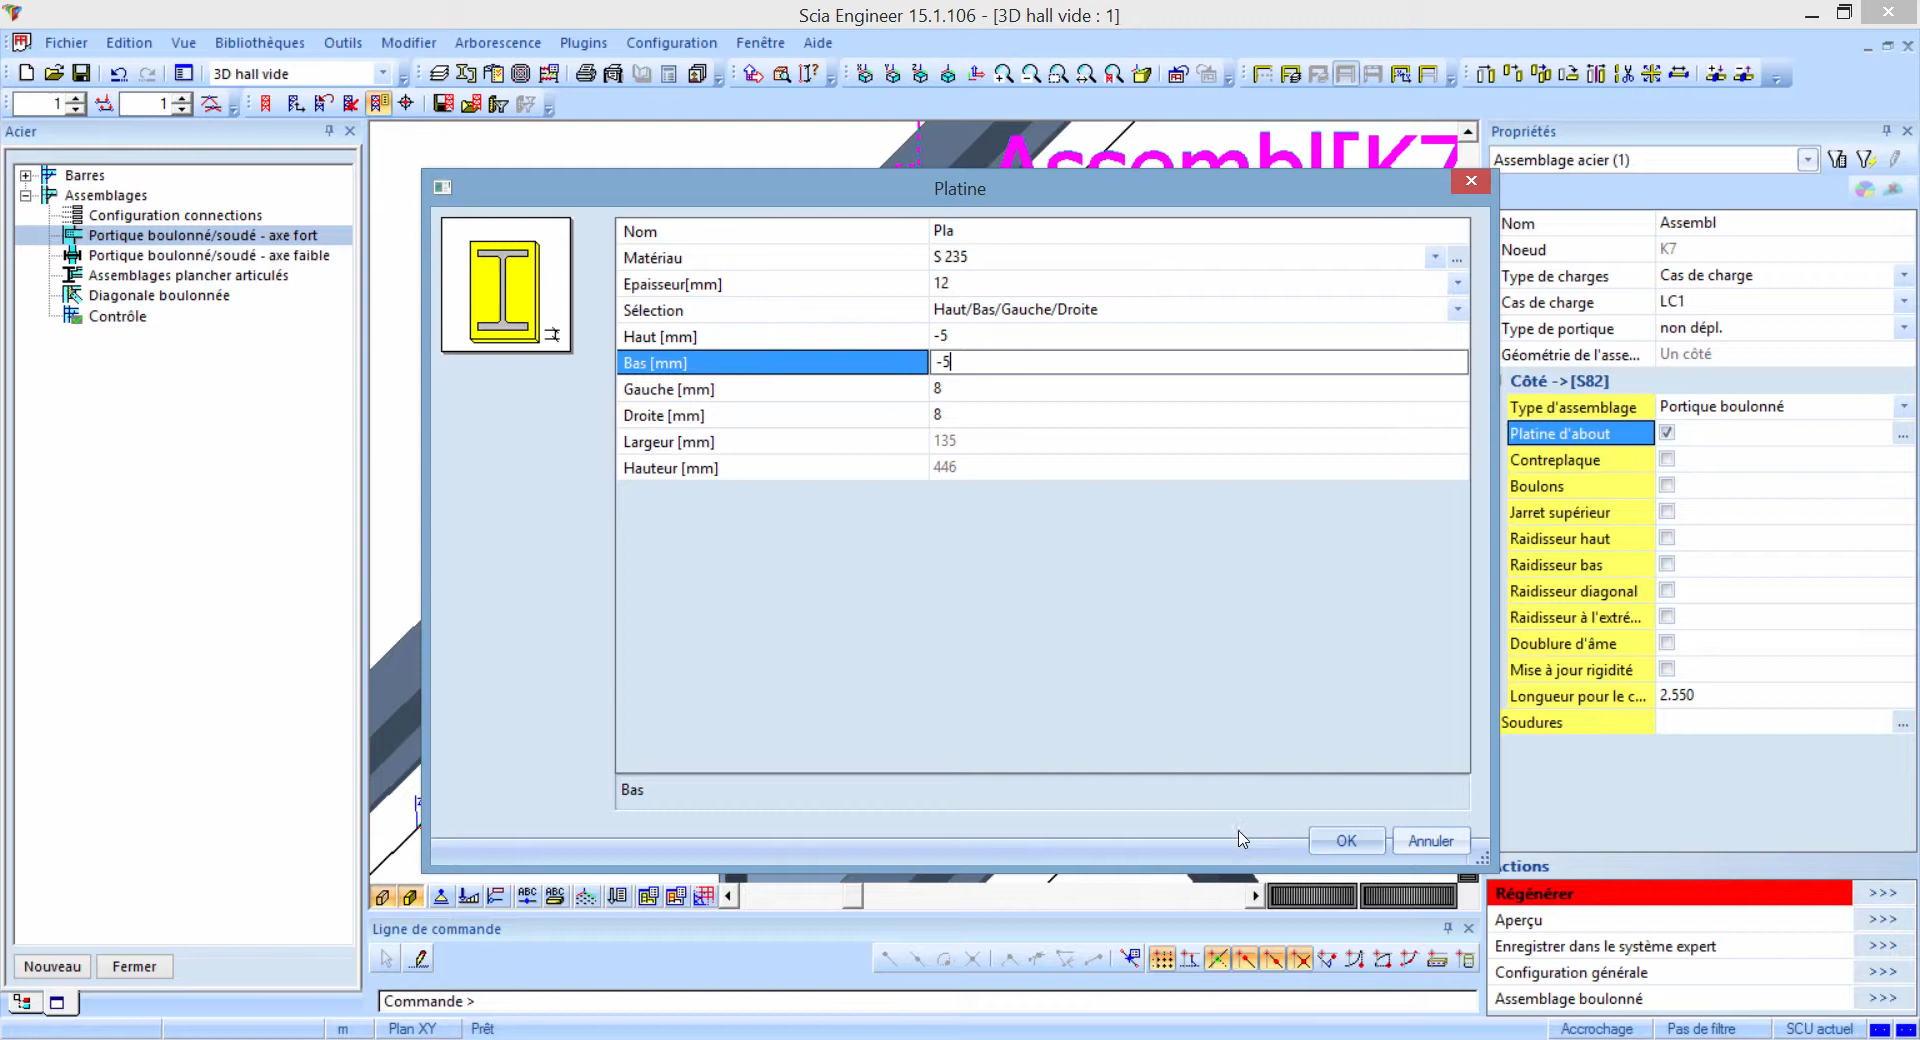 Scia Engineer 15.1.106 - [3D hall vide : 1]
Fichier Edition Vue Bibliothèques Outils Modifier Arborescence Plugins Configuration Fenêtre Aide
3D hall vide
1 1
Acier
Barres
Assemblages
Configuration connections
Portique boulonné/soudé - axe fort
Portique boulonné/soudé - axe faible
Assemblages plancher articulés
Diagonale boulonnée
Contrôle
Nouveau Fermer
Assembl[K7
Platine
Nom Pla
Matériau S 235 ...
Epaisseur[mm] 12
Sélection Haut/Bas/Gauche/Droite
Haut [mm] -5
Bas [mm] -5
Gauche [mm] 8
Droite [mm] 8
Largeur [mm] 135
Hauteur [mm] 446
Bas
OK Annuler
ABC ABC
Ligne de commande
Commande >
Propriétés
Assemblage acier (1)
Nom Assembl
Noeud K7
Type de charges Cas de charge
Cas de charge LC1
Type de portique non dépl.
Géométrie de l'asse... Un côté
Côté ->[S82]
Type d'assemblage Portique boulonné
Platine d'about ...
Contreplaque
Boulons
Jarret supérieur
Raidisseur haut
Raidisseur bas
Raidisseur diagonal
Raidisseur à l'extré...
Doublure d'âme
Mise à jour rigidité
Longueur pour le c... 2.550
Soudures ...
ctions
Régénérer >>>
Aperçu >>>
Enregistrer dans le système expert >>>
Configuration générale >>>
Assemblage boulonné >>>
m Plan XY Prêt Accrochage Pas de filtre SCU actuel